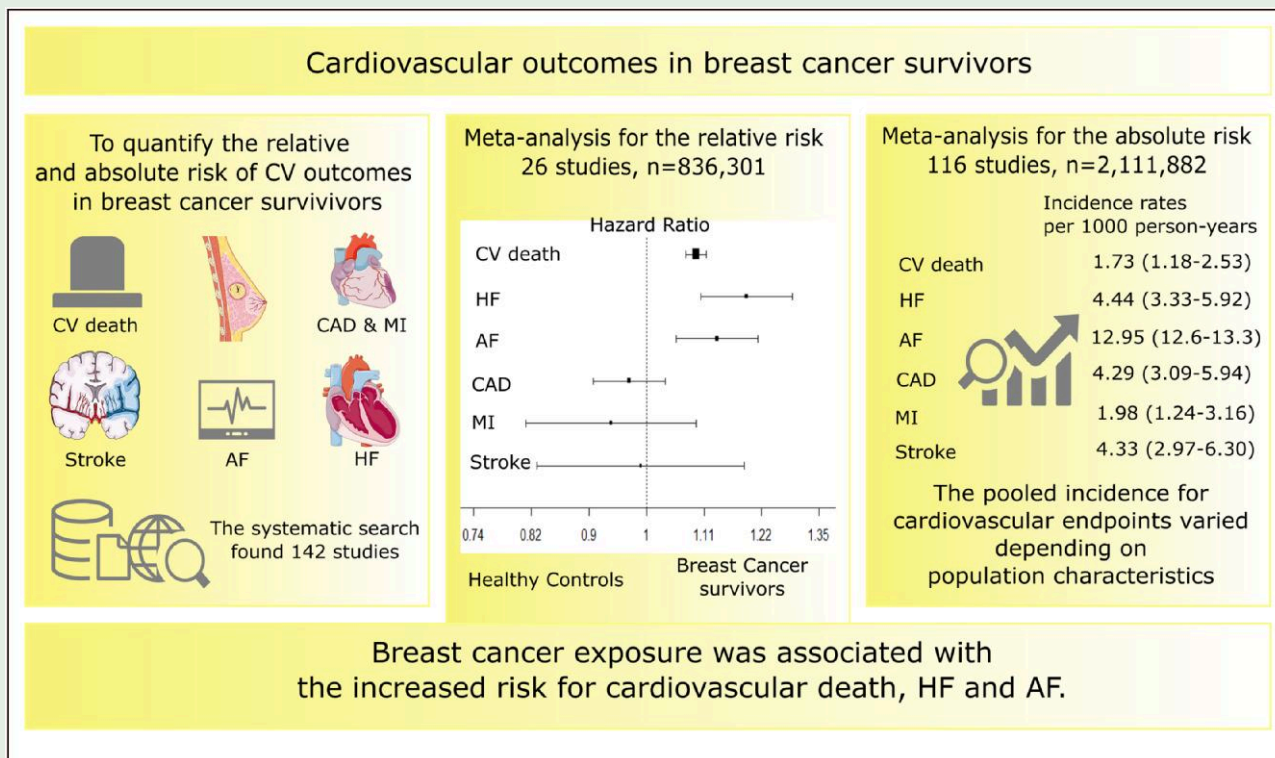 Cardiovascular outcomes in breast cancer survivors
To quantify the relative
and absolute risk of CV outcomes
in breast cancer survivivors
CV death
CAD & MI
Stroke
AF
HF
The systematic search
found 142 studies
Meta-analysis for the relative risk
26 studies, n=836,301
Hazard Ratio
CV death
HF
AF
CAD
MI
Stroke
0.74 0.82 0.9 1 1.11 1.22 1.35
Healthy Controls
Breast Cancer
survivors
Meta-analysis for the absolute risk
116 studies, n=2,111,882
Incidence rates
per 1000 person-years
CV death 1.73 (1.18-2.53)
HF 4.44 (3.33-5.92)
AF 12.95 (12.6-13.3)
CAD 4.29 (3.09-5.94)
MI 1.98 (1.24-3.16)
Stroke 4.33 (2.97-6.30)
The pooled incidence for
cardiovascular endpoints varied
depending on
population characteristics
Breast cancer exposure was associated with
the increased risk for cardiovascular death, HF and AF.